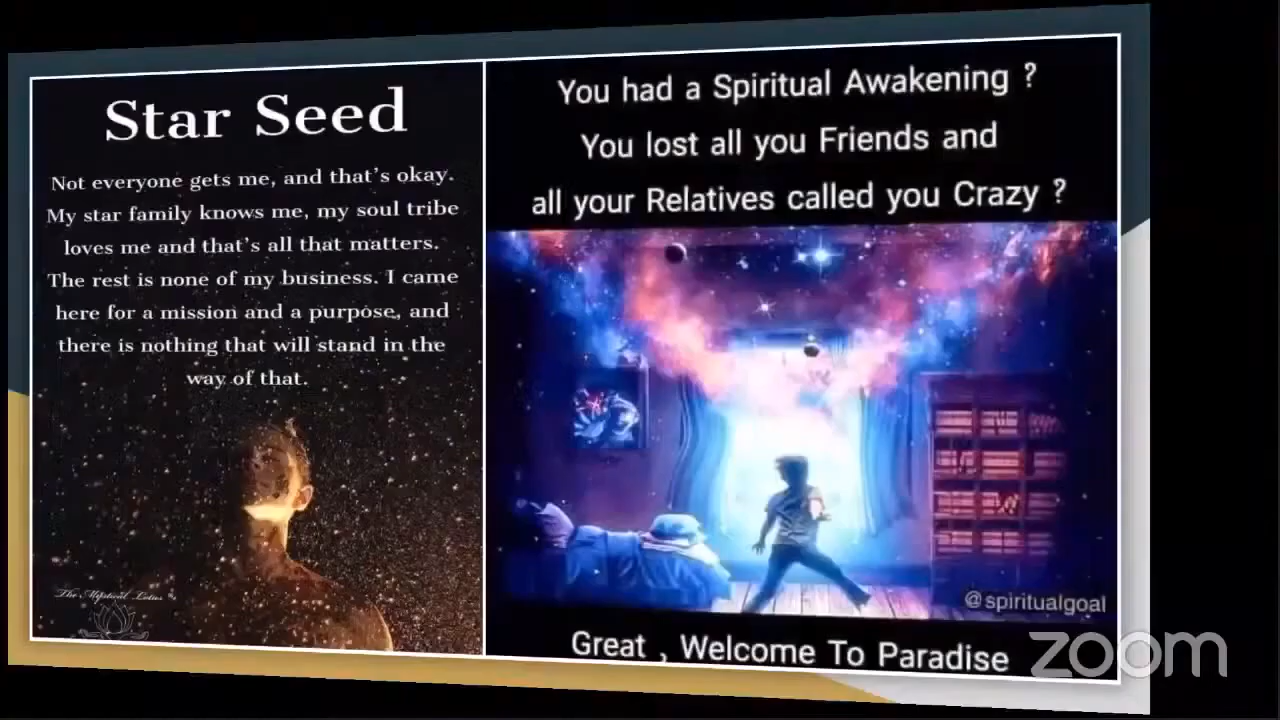 Star Seed
Not everyone gets me, and that's okay.
My star family knows me, my soul tribe
loves me and that's all that matters.
The rest is none of my business. I came
here for a mission and a purpose, and
there is nothing that will stand in the
way of that.
The Mystical Lotus
You had a Spiritual Awakening ?
You lost all you Friends and
all your Relatives called you Crazy ?
@spiritualgoal
Great , Welcome To Paradise
zoom